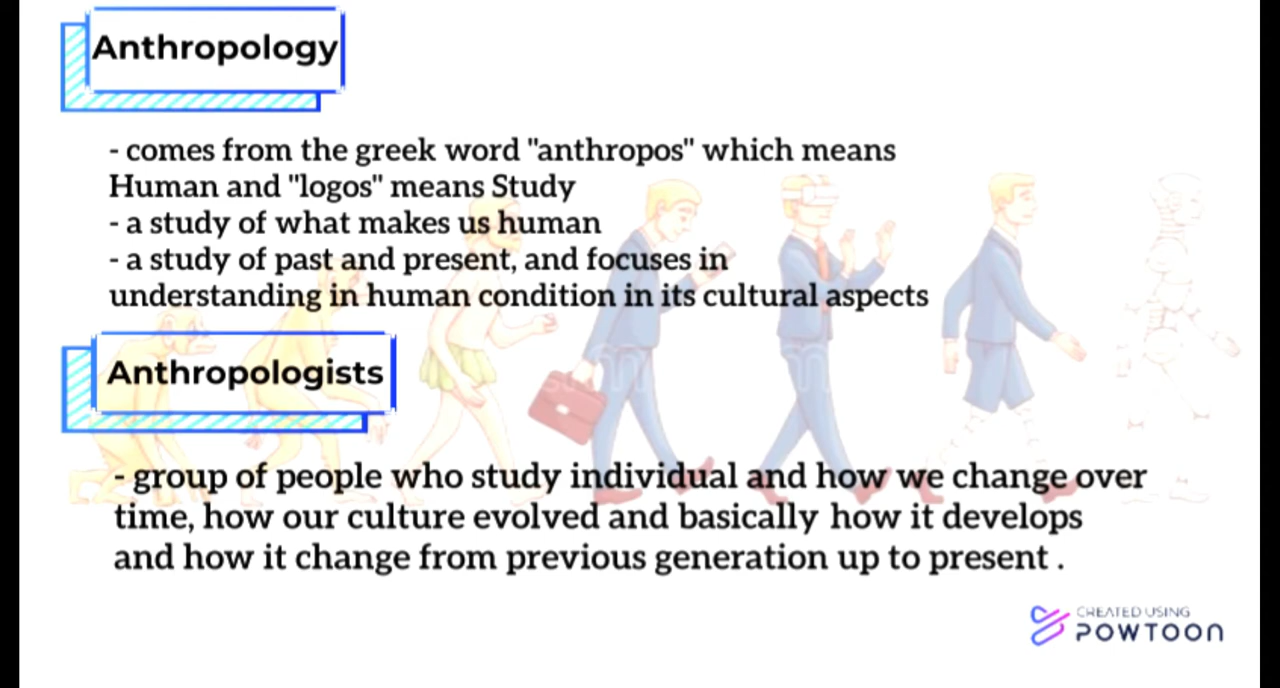 Anthropology
- comes from the greek word "anthropos" which means
Human and "logos" means Study
- a study of what makes us human
- a study of past and present, and focuses in
understanding in human condition in its cultural aspects
Anthropologists
- group of people who study individual and how we change over
time, how our culture evolved and basically how it develops
and how it change from previous generation up to present .
CREATED USING
POWTOON